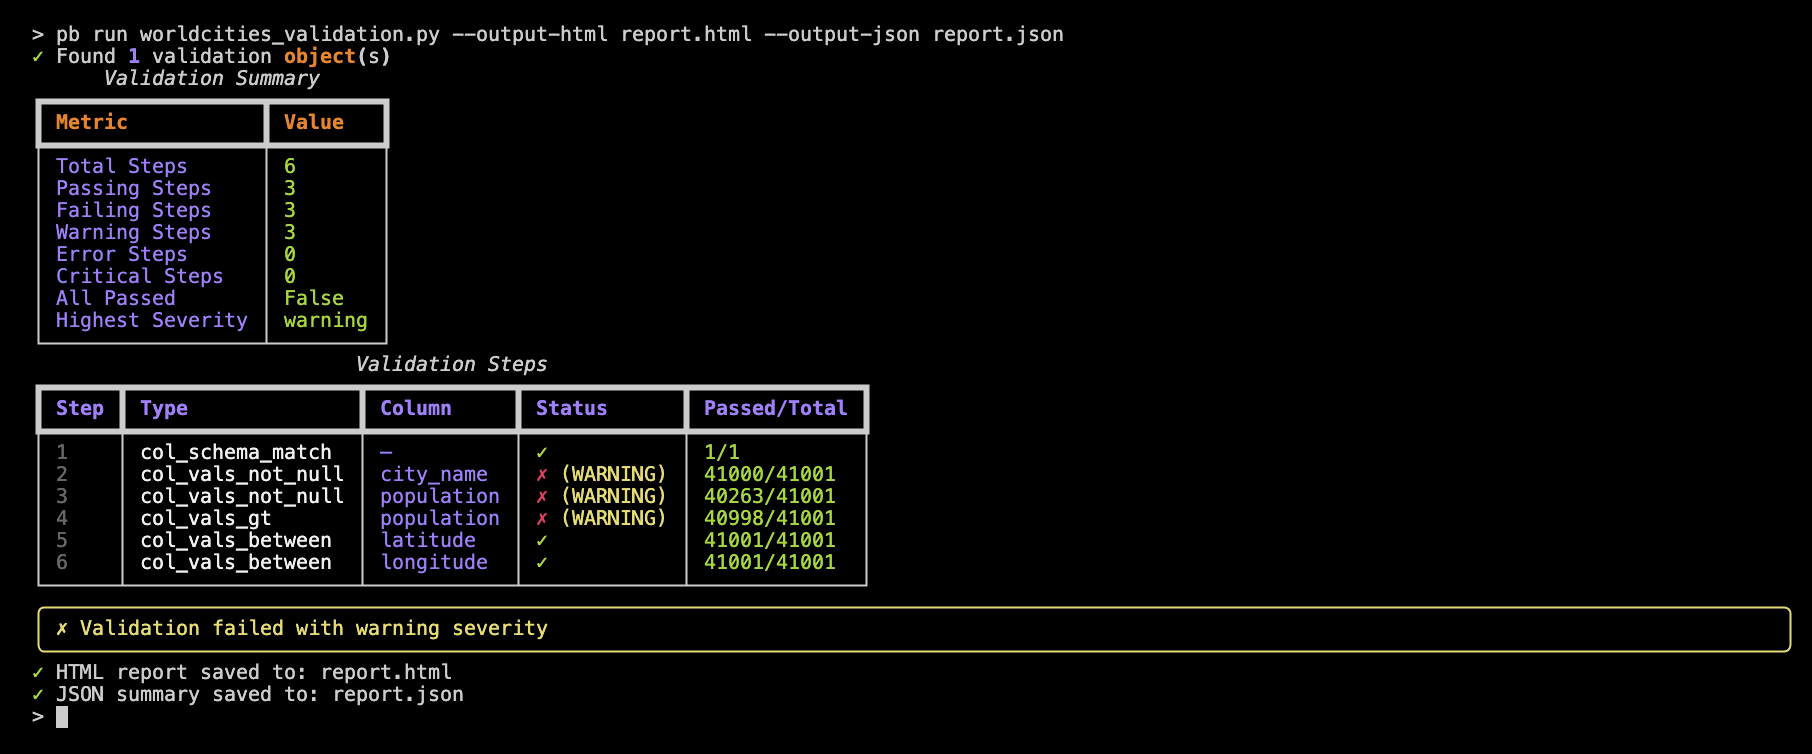 > pb run worldcities_validation.py --output-html report.html --output-json report.json
✓ Found 1 validation object(s)
Validation Summary
Metric Value
Total Steps 6
Passing Steps 3
Failing Steps 3
Warning Steps 3
Error Steps 0
Critical Steps 0
All Passed False
Highest Severity warning
Validation Steps
Step Type Column Status Passed/Total
1 col_schema_match — ✓ 1/1
2 col_vals_not_null city_name ✗ (WARNING) 41000/41001
3 col_vals_not_null population ✗ (WARNING) 40263/41001
4 col_vals_gt population ✗ (WARNING) 40998/41001
5 col_vals_between latitude ✓ 41001/41001
6 col_vals_between longitude ✓ 41001/41001
✗ Validation failed with warning severity
✓ HTML report saved to: report.html
✓ JSON summary saved to: report.json
>